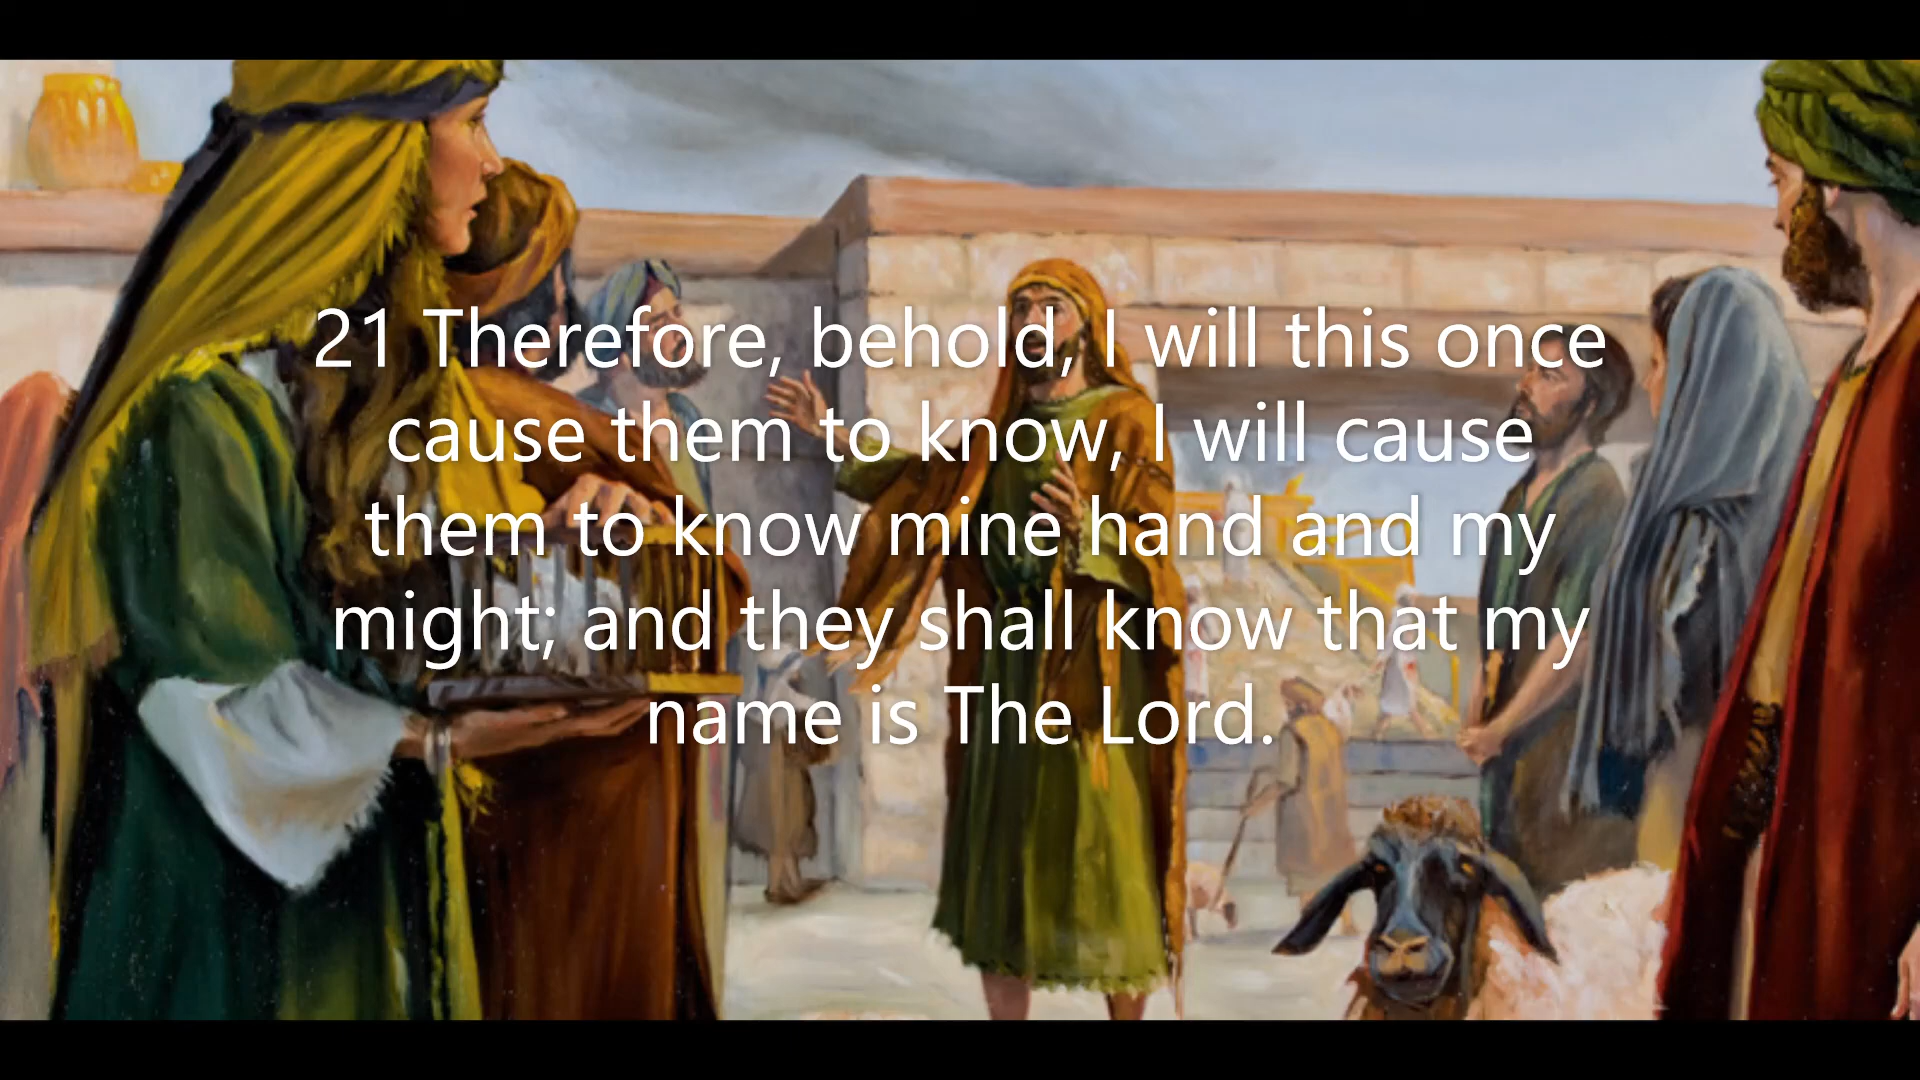 21 Therefore, behold, I will this once
cause them to know, I will cause
them to know mine hand and my
might; and they shall know that my
name is The Lord.